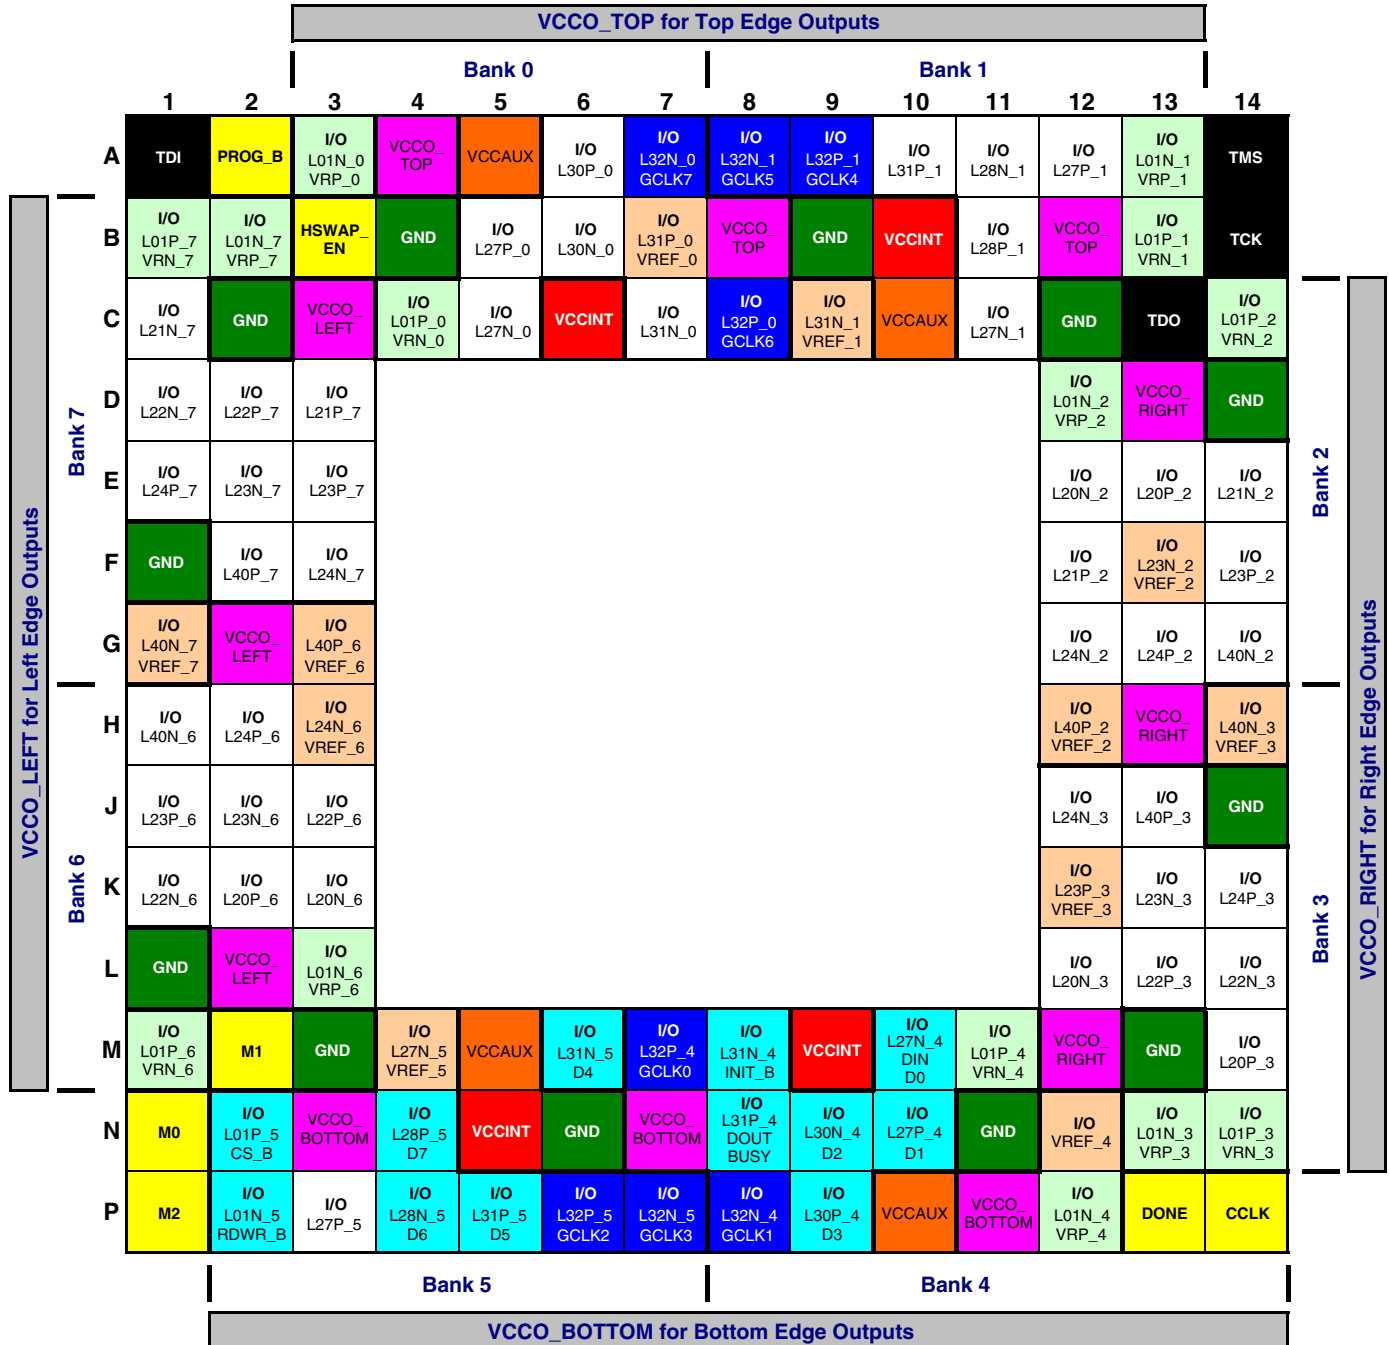 VCCO_TOP for Top Edge Outputs
Bank 0 Bank 1
1 2 3 4 5 6 7 8 9 10 11 12 13 14
A TDI PROG_B I/O L01N_0 VRP_0 VCCO_TOP VCCAUX I/O L30P_0 I/O L32N_0 GCLK7 I/O L32N_1 GCLK5 I/O L32P_1 GCLK4 I/O L31P_1 I/O L28N_1 I/O L27P_1 I/O L01N_1 VRP_1 TMS
B I/O L01P_7 VRN_7 I/O L01N_7 VRP_7 HSWAP_EN GND I/O L27P_0 I/O L30N_0 I/O L31P_0 VREF_0 VCCO_TOP GND VCCINT I/O L28P_1 VCCO_TOP I/O L01P_1 VRN_1 TCK
C I/O L21N_7 GND VCCO_LEFT I/O L01P_0 VRN_0 I/O L27N_0 VCCINT I/O L31N_0 I/O L32P_0 GCLK6 I/O L31N_1 VREF_1 VCCAUX I/O L27N_1 GND TDO I/O L01P_2 VRN_2
D I/O L22N_7 I/O L22P_7 I/O L21P_7 I/O L01N_2 VRP_2 VCCO_RIGHT GND
E I/O L24P_7 I/O L23N_7 I/O L23P_7 I/O L20N_2 I/O L20P_2 I/O L21N_2
F GND I/O L40P_7 I/O L24N_7 I/O L21P_2 I/O L23N_2 VREF_2 I/O L23P_2
G I/O L40N_7 VREF_7 VCCO_LEFT I/O L40P_6 VREF_6 I/O L24N_2 I/O L24P_2 I/O L40N_2
H I/O L40N_6 I/O L24P_6 I/O L24N_6 VREF_6 I/O L40P_2 VREF_2 VCCO_RIGHT I/O L40N_3 VREF_3
J I/O L23P_6 I/O L23N_6 I/O L22P_6 I/O L24N_3 I/O L40P_3 GND
K I/O L22N_6 I/O L20P_6 I/O L20N_6 I/O L23P_3 VREF_3 I/O L23N_3 I/O L24P_3
L GND VCCO_LEFT I/O L01N_6 VRP_6 I/O L20N_3 I/O L22P_3 I/O L22N_3
M I/O L01P_6 VRN_6 M1 GND I/O L27N_5 VREF_5 VCCAUX I/O L31N_5 D4 I/O L32P_4 GCLK0 I/O L31N_4 INIT_B VCCINT I/O L27N_4 DIN D0 I/O L01P_4 VRN_4 VCCO_RIGHT GND I/O L20P_3
N M0 I/O L01P_5 CS_B VCCO_BOTTOM I/O L28P_5 D7 VCCINT GND VCCO_BOTTOM I/O L31P_4 DOUT BUSY I/O L30N_4 D2 I/O L27P_4 D1 GND I/O VREF_4 I/O L01N_3 VRP_3 I/O L01P_3 VRN_3
P M2 I/O L01N_5 RDWR_B I/O L27P_5 I/O L28N_5 D6 I/O L31P_5 D5 I/O L32P_5 GCLK2 I/O L32N_5 GCLK3 I/O L32N_4 GCLK1 I/O L30P_4 D3 VCCAUX VCCO_BOTTOM I/O L01N_4 VRP_4 DONE CCLK
VCCO_LEFT for Left Edge Outputs
Bank 7
Bank 6
Bank 2
Bank 3
VCCO_RIGHT for Right Edge Outputs
Bank 5 Bank 4
VCCO_BOTTOM for Bottom Edge Outputs